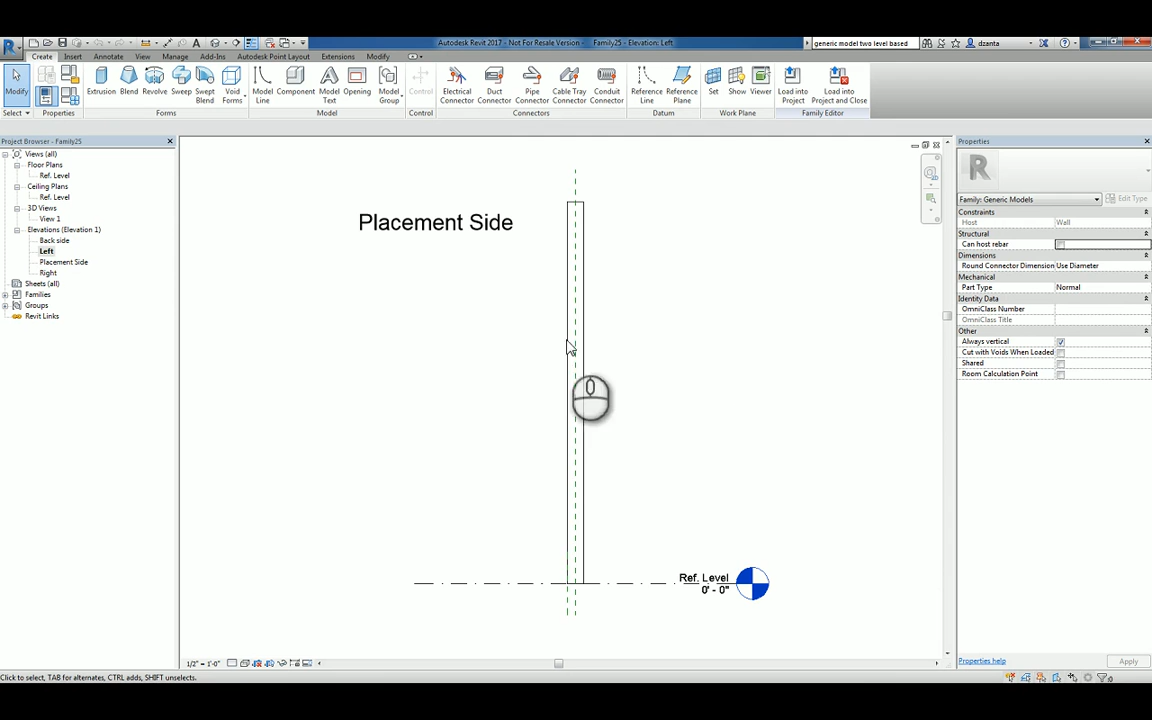 Autodesk Revit 2017 - Not For Resale Version - Family25 - Elevation: Left
generic model two level based
dzanta
Create Insert Annotate View Manage Add-Ins Autodesk Point Layout Extensions Modify
Modify
Extrusion Blend Revolve Sweep Swept Blend Void Forms
Model Line Component Model Text Opening Model Group
Control
Electrical Connector Duct Connector Pipe Connector Cable Tray Connector Conduit Connector
Reference Line Reference Plane
Set Show Viewer
Load into Project Load into Project and Close
Select Properties Forms Model Control Connectors Datum Work Plane Family Editor
Project Browser - Family25
Views (all)
Floor Plans
Ref. Level
Ceiling Plans
Ref. Level
3D Views
View 1
Elevations (Elevation 1)
Back side
Left
Placement Side
Right
Sheets (all)
Families
Groups
Revit Links
Placement Side
Ref. Level
0' - 0"
Properties
Family: Generic Models
Edit Type
Constraints
Host Wall
Structural
Can host rebar
Dimensions
Round Connector Dimension Use Diameter
Mechanical
Part Type Normal
Identity Data
OmniClass Number
OmniClass Title
Other
Always vertical
Cut with Voids When Loaded
Shared
Room Calculation Point
Properties help
Apply
1/2" = 1'-0"
Click to select, TAB for alternates, CTRL adds, SHIFT unselects.
:0